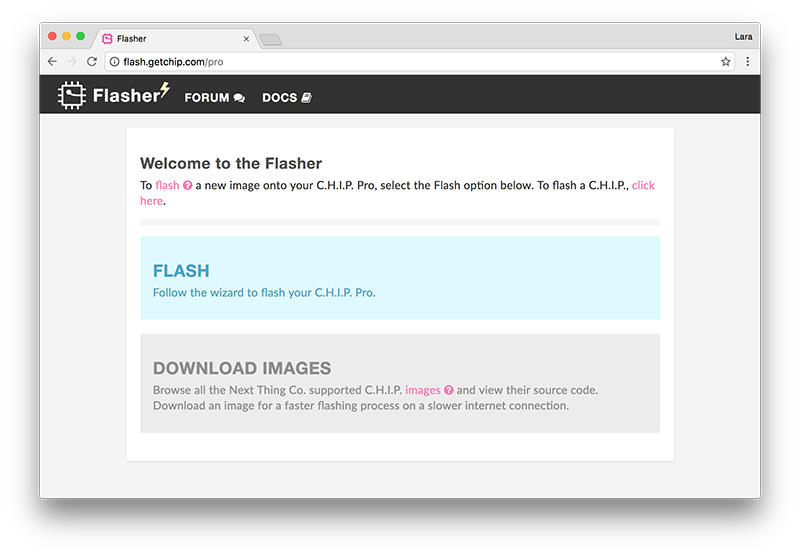 Flasher
Lara
flash.getchip.com/pro
Flasher FORUM DOCS
Welcome to the Flasher
To flash a new image onto your C.H.I.P. Pro, select the Flash option below. To flash a C.H.I.P., click
here.
FLASH
Follow the wizard to flash your C.H.I.P. Pro.
DOWNLOAD IMAGES
Browse all the Next Thing Co. supported C.H.I.P. images and view their source code.
Download an image for a faster flashing process on a slower internet connection.